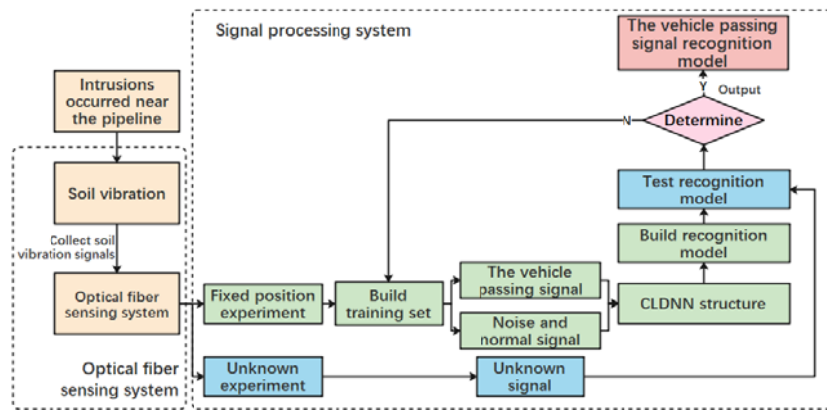 Signal processing system
The vehicle passing
signal recognition
model
Y
Output
Intrusions
occurred near
the pipeline
N
Determine
Soil vibration
Test recognition
model
Collect soil
vibration signals
Build recognition
model
Optical fiber
sensing system
Fixed position
experiment
Build
training set
The vehicle
passing signal
Noise and
normal signal
CLDNN structure
Optical fiber
sensing system
Unknown
experiment
Unknown
signal